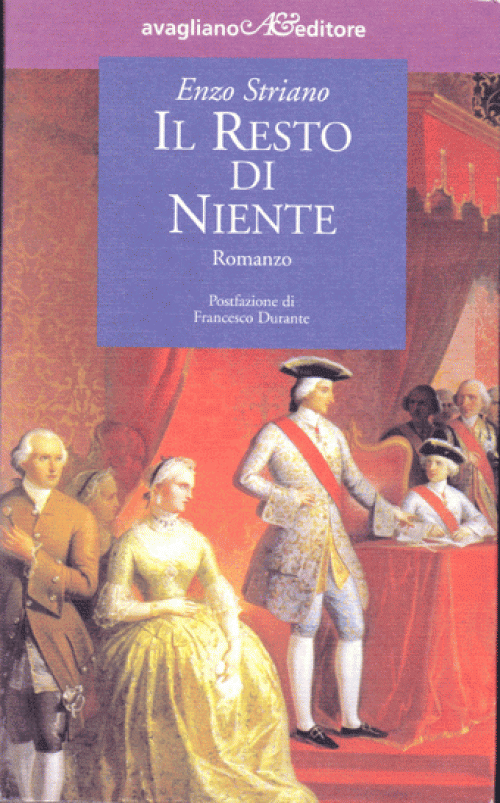 avagliano A&editore
Enzo Striano
IL RESTO
DI
NIENTE
Romanzo
Postfazione di
Francesco Durante